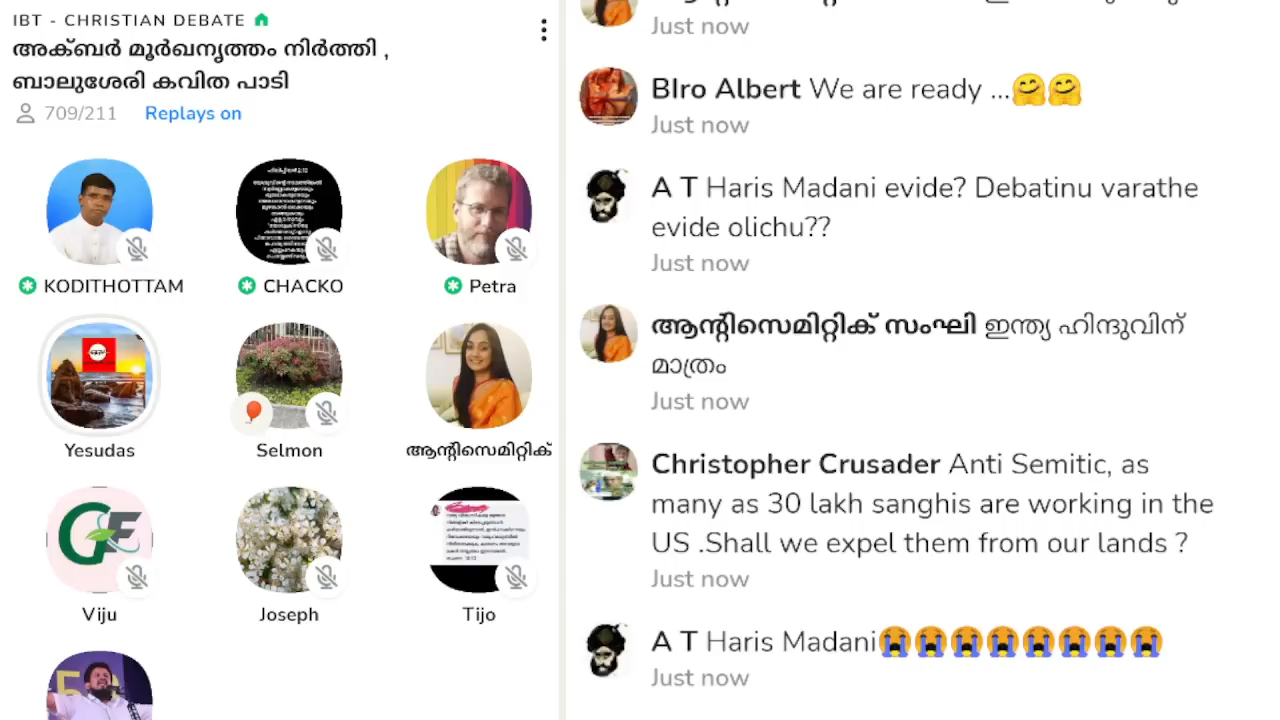 IBT - CHRISTIAN DEBATE
അക്ബർ മൂർഖനൃത്തം നിർത്തി ,
ബാലുശേരി കവിത പാടി
709/211 Replays on
KODITHOTTAM
CHACKO
Petra
Yesudas
Selmon
ആന്റിസെമിറ്റിക്
Viju
Joseph
Tijo
Just now
BIro Albert We are ready ...🤗🤗
Just now
A T Haris Madani evide? Debatinu varathe
evide olichu??
Just now
ആന്റിസെമിറ്റിക് സംഘി ഇന്ത്യ ഹിന്ദുവിന്
മാത്രം
Just now
Christopher Crusader Anti Semitic, as
many as 30 lakh sanghis are working in the
US .Shall we expel them from our lands ?
Just now
A T Haris Madani😭😭😭😭😭😭😭😭
Just now